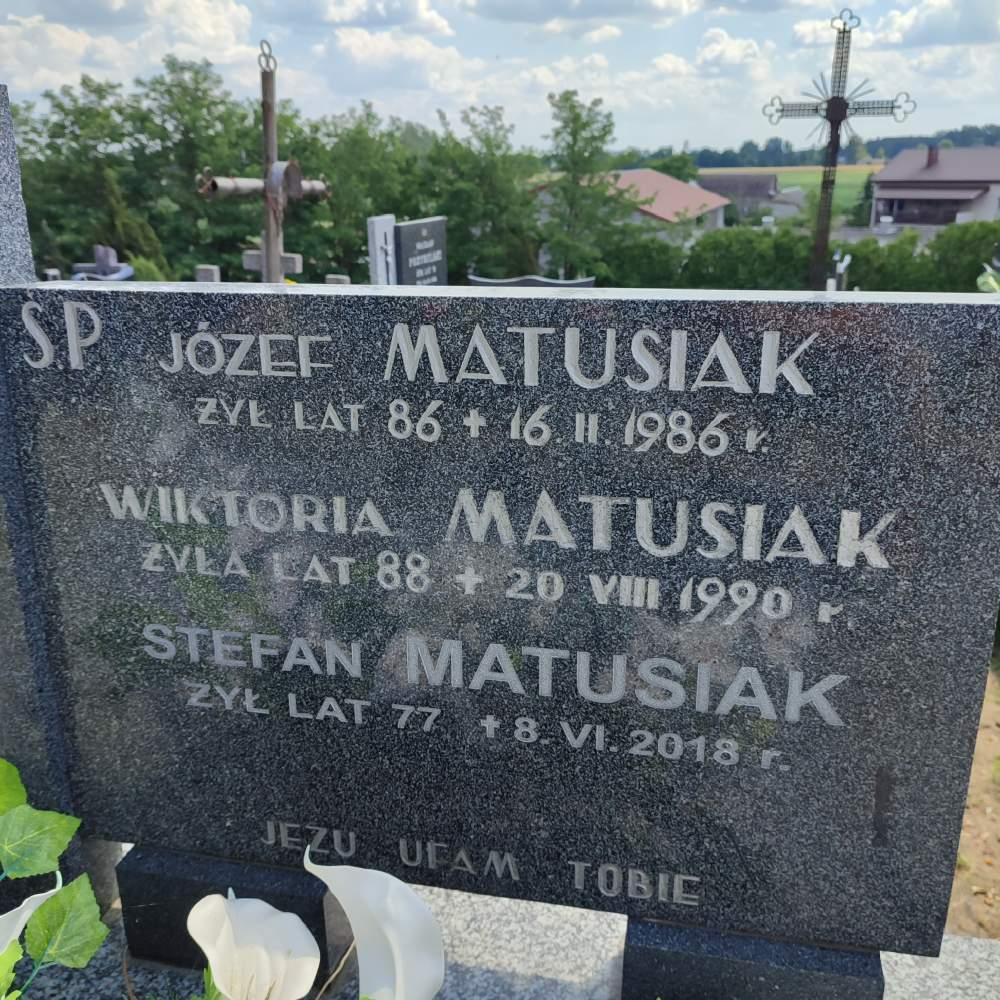 Ś.P JÓZEF MATUSIAK
ŻYŁ LAT 86 + 16 II. 1986 r.
WIKTORIA MATUSIAK
ŻYŁA LAT 88 + 20 VIII 1990 r.
STEFAN MATUSIAK
ŻYŁ LAT 77 + 8. VI. 2018 r.
JEZU UFAM TOBIE